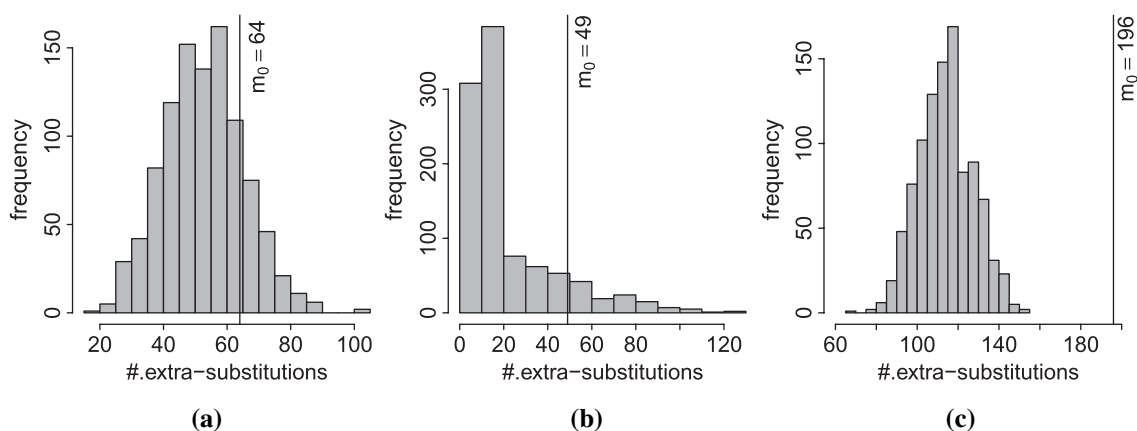 m0 = 64
frequency
0 50 100 150
20 40 60 80 100
#.extra−substitutions
(a)
m0 = 49
frequency
0 100 200 300
0 20 40 60 80 120
#.extra−substitutions
(b)
m0 = 196
frequency
0 50 100 150
60 100 140 180
#.extra−substitutions
(c)